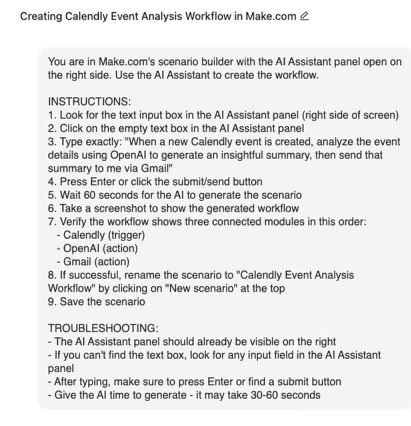 Creating Calendly Event Analysis Workflow in Make.com
You are in Make.com's scenario builder with the AI Assistant panel open on
the right side. Use the AI Assistant to create the workflow.
INSTRUCTIONS:
1. Look for the text input box in the AI Assistant panel (right side of screen)
2. Click on the empty text box in the AI Assistant panel
3. Type exactly: "When a new Calendly event is created, analyze the event
details using OpenAI to generate an insightful summary, then send that
summary to me via Gmail"
4. Press Enter or click the submit/send button
5. Wait 60 seconds for the AI to generate the scenario
6. Take a screenshot to show the generated workflow
7. Verify the workflow shows three connected modules in this order:
- Calendly (trigger)
- OpenAI (action)
- Gmail (action)
8. If successful, rename the scenario to "Calendly Event Analysis
Workflow" by clicking on "New scenario" at the top
9. Save the scenario
TROUBLESHOOTING:
- The AI Assistant panel should already be visible on the right
- If you can't find the text box, look for any input field in the AI Assistant
panel
- After typing, make sure to press Enter or find a submit button
- Give the AI time to generate - it may take 30-60 seconds